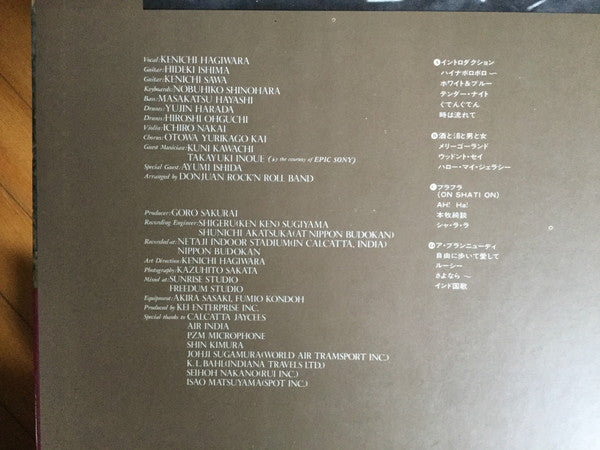 Vocal: KENICHI HAGIWARA
Guitar: HIDEKI ISHIMA
Guitar: KENICHI SAWA
Keyboards: NOBUHIKO SHINOHARA
Bass: MASAKATSU HAYASHI
Drums: YUJIN HARADA
Drums: HIROSHI OHGUCHI
Violin: ICHIRO NAKAI
Chorus: OTOWA YURIKAGO KAI
Guest Musician: KUNI KAWACHI
TAKAYUKI INOUE (by the courtesy of EPIC SONY)
Special Guest: AYUMI ISHIDA
Arranged by DONJUAN ROCK'N ROLL BAND
Producer: GORO SAKURAI
Recording Engineer: SHIGERU(KEN KEN) SUGIYAMA
SHUNICHI AKATSUKA(AT NIPPON BUDOKAN)
Recorded at: NETAJI INDOOR STADIUM(IN CALCATTA, INDIA)
NIPPON BUDOKAN
Art Direction: KENICHI HAGIWARA
Photography: KAZUHITO SAKATA
Mixed at: SUNRISE STUDIO
FREEDUM STUDIO
Equipment: AKIRA SASAKI, FUMIO KONDOH
Produced by KEI ENTERPRISE INC.
Special thanks to CALCATTA JAYCEES
AIR INDIA
PZM MICROPHONE
SHIN KIMURA
JOHJI SUGAMURA(WORLD AIR TRAMSPORT INC.)
K.L. BAHL(INDIANA TRAVELS LTD.)
SEIHOH NAKANO(RUI INC.)
ISAO MATSUYAMA(SPOT INC.)
イントロダクション
ハイナボロボロ ―
ホワイト&ブルー
テンダー・ナイト
ぐでんぐでん
時は流れて
酒と泪と男と女
メリーゴーランド
ウッドント・セイ
ハロー・マイ・ジェラシー
フラフラ
(ON SHATI ON)
AH! Ha!
本牧綺談
シャ・ラ・ラ
ア・ブランニューデイ
自由に歩いて愛して
ルーシー
さよなら ～
インド国歌